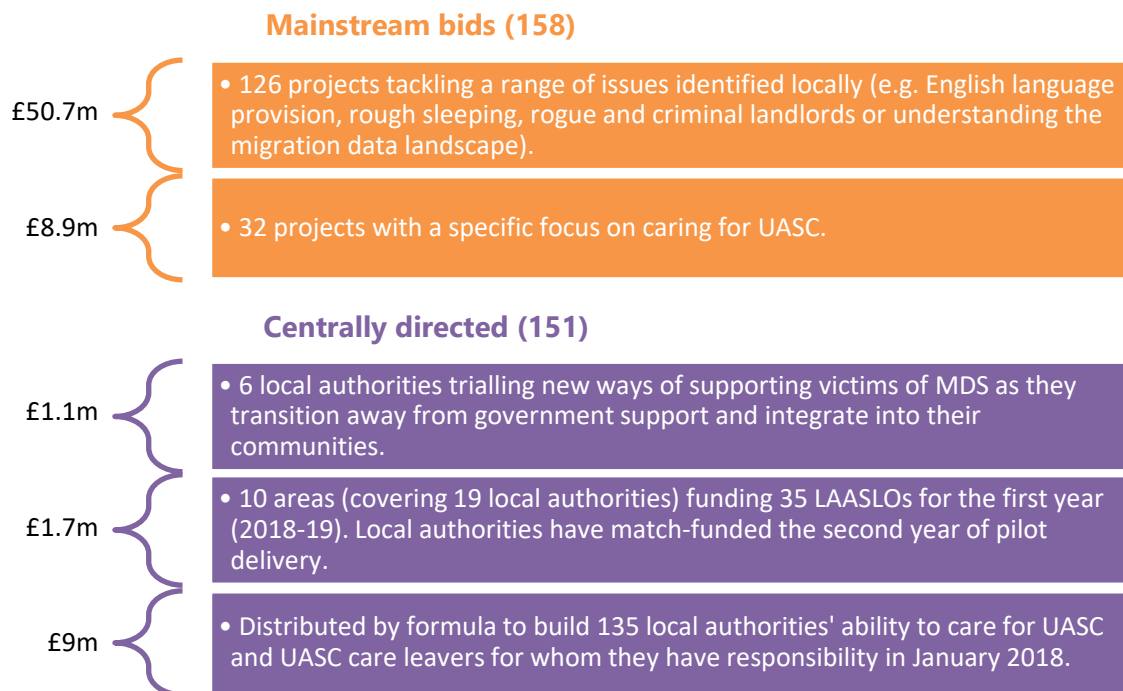 Mainstream bids (158)
£50.7m
• 126 projects tackling a range of issues identified locally (e.g. English language
provision, rough sleeping, rogue and criminal landlords or understanding the
migration data landscape).
£8.9m
• 32 projects with a specific focus on caring for UASC.
Centrally directed (151)
£1.1m
• 6 local authorities trialling new ways of supporting victims of MDS as they
transition away from government support and integrate into their
communities.
£1.7m
• 10 areas (covering 19 local authorities) funding 35 LAASLOs for the first year
(2018-19). Local authorities have match-funded the second year of pilot
delivery.
£9m
• Distributed by formula to build 135 local authorities' ability to care for UASC
and UASC care leavers for whom they have responsibility in January 2018.